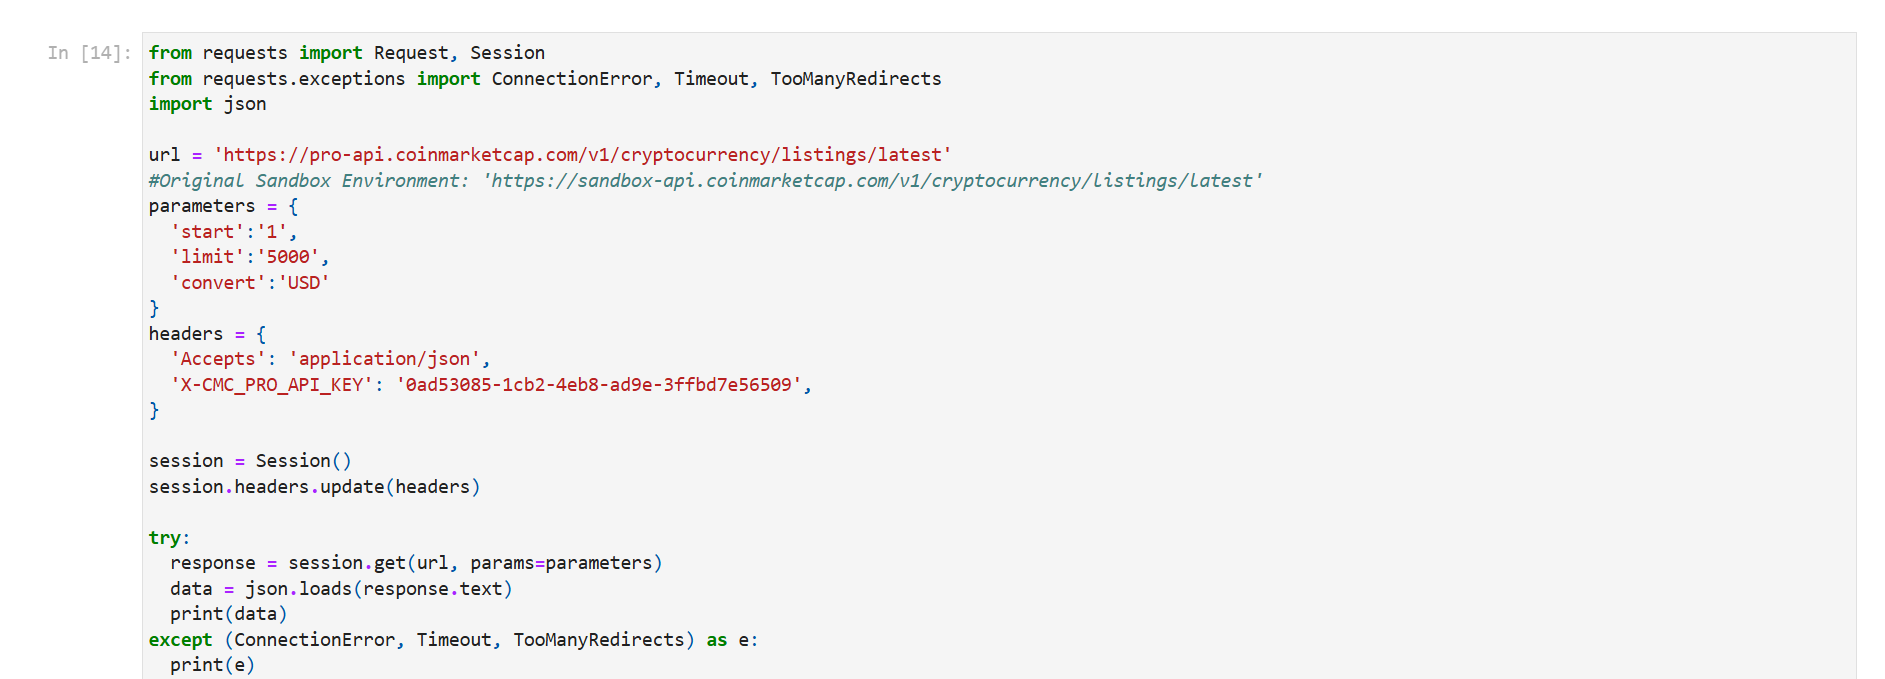 In [14]:
from requests import Request, Session
from requests.exceptions import ConnectionError, Timeout, TooManyRedirects
import json
url = 'https://pro-api.coinmarketcap.com/v1/cryptocurrency/listings/latest'
#Original Sandbox Environment: 'https://sandbox-api.coinmarketcap.com/v1/cryptocurrency/listings/latest'
parameters = {
  'start':'1',
  'limit':'5000',
  'convert':'USD'
}
headers = {
  'Accepts': 'application/json',
  'X-CMC_PRO_API_KEY': '0ad53085-1cb2-4eb8-ad9e-3ffbd7e56509',
}
session = Session()
session.headers.update(headers)
try:
  response = session.get(url, params=parameters)
  data = json.loads(response.text)
  print(data)
except (ConnectionError, Timeout, TooManyRedirects) as e:
  print(e)